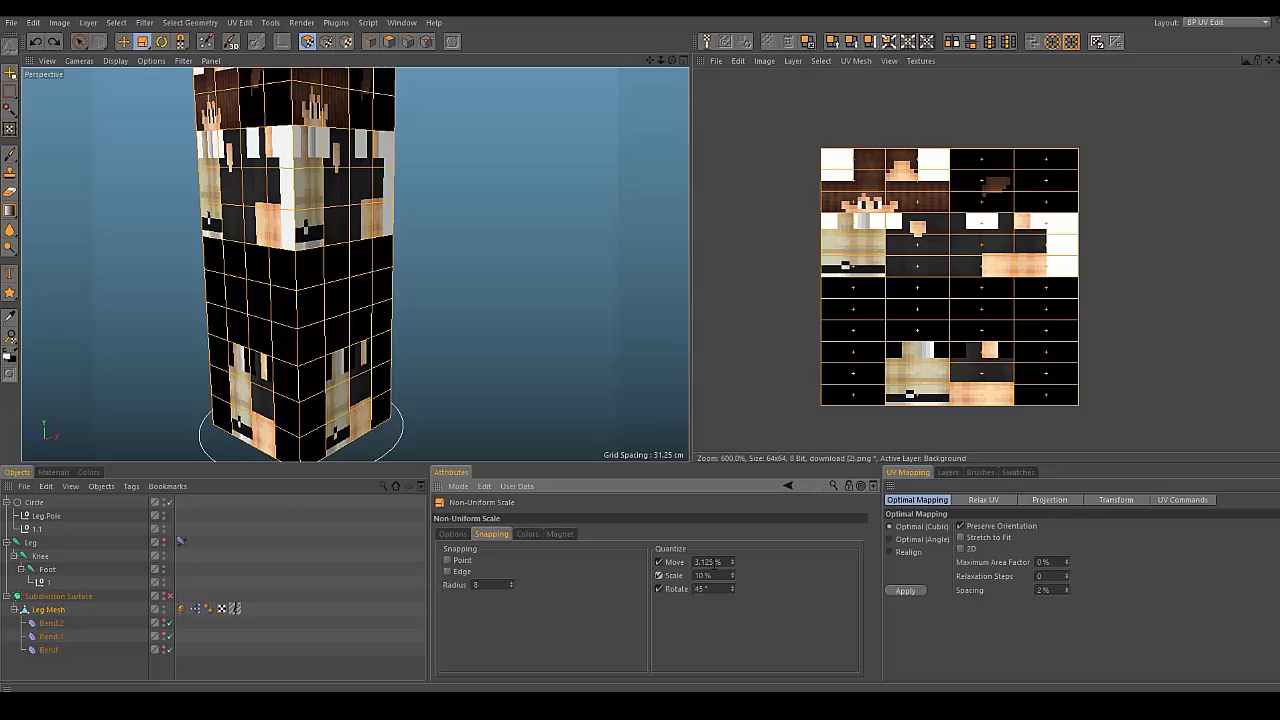 File Edit Image Layer Select Filter Select Geometry UV Edit Tools Render Plugins Script Window Help
Layout: BP UV Edit
View Cameras Display Options Filter Panel
File Edit Image Layer Select UV Mesh View Textures
Perspective
Grid Spacing : 31.25 cm
Zoom: 600.0%, Size: 64x64, 8 Bit, download (2).png *, Active Layer: Background
Objects Materials Colors
File Edit View Objects Tags Bookmarks
Circle
Leg.Pole
1.1
Leg
Knee
Foot
1
Subdivision Surface
Leg Mesh
Bend.2
Bend.1
Bend
Attributes
Mode Edit User Data
Non-Uniform Scale
Non-Uniform Scale
Options Snapping Colors Magnet
Snapping
Point
Edge
Radius 8
Quantize
Move 3.125 %
Scale 10 %
Rotate 45 °
UV Mapping Layers Brushes Swatches
Optimal Mapping Relax UV Projection Transform UV Commands
Optimal Mapping
Optimal (Cubic) Preserve Orientation
Optimal (Angle) Stretch to Fit
Realign 2D
Maximum Area Factor 0 %
Relaxation Steps 0
Apply Spacing 2 %